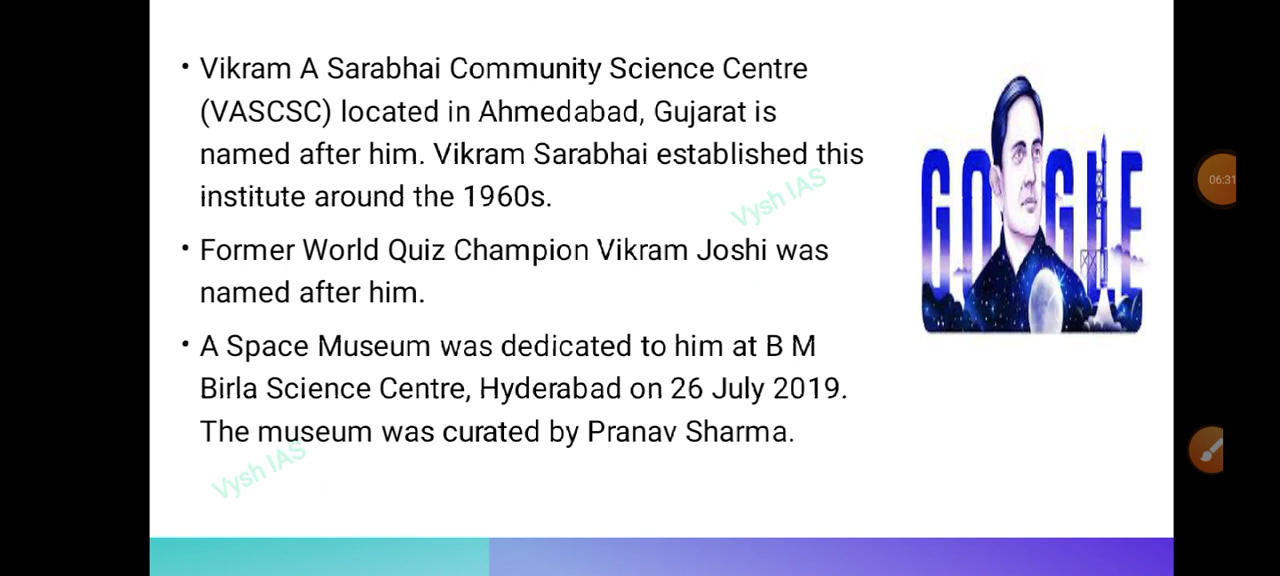 • Vikram A Sarabhai Community Science Centre
(VASCSC) located in Ahmedabad, Gujarat is
named after him. Vikram Sarabhai established this
institute around the 1960s.
• Former World Quiz Champion Vikram Joshi was
named after him.
• A Space Museum was dedicated to him at B M
Birla Science Centre, Hyderabad on 26 July 2019.
The museum was curated by Pranav Sharma.
Vysh IAS
Vysh IAS
GOOGLE
06:31